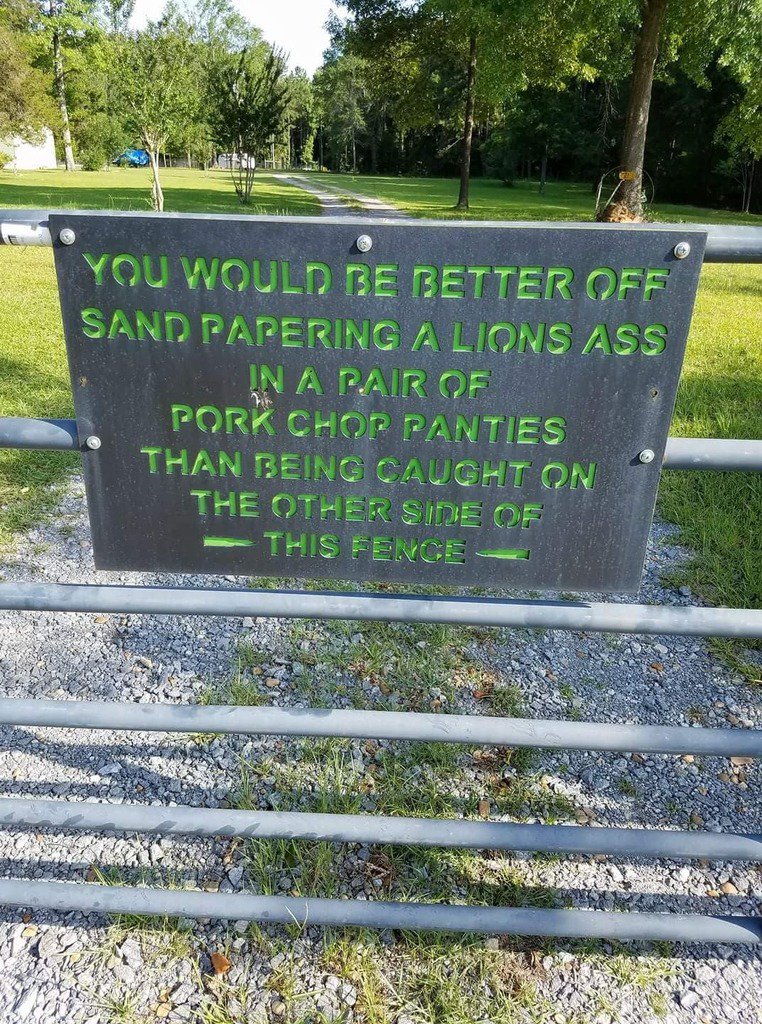 YOU WOULD BE BETTER OFF
SAND PAPERING A LIONS ASS
IN A PAIR OF
PORK CHOP PANTIES
THAN BEING CAUGHT ON
THE OTHER SIDE OF
THIS FENCE